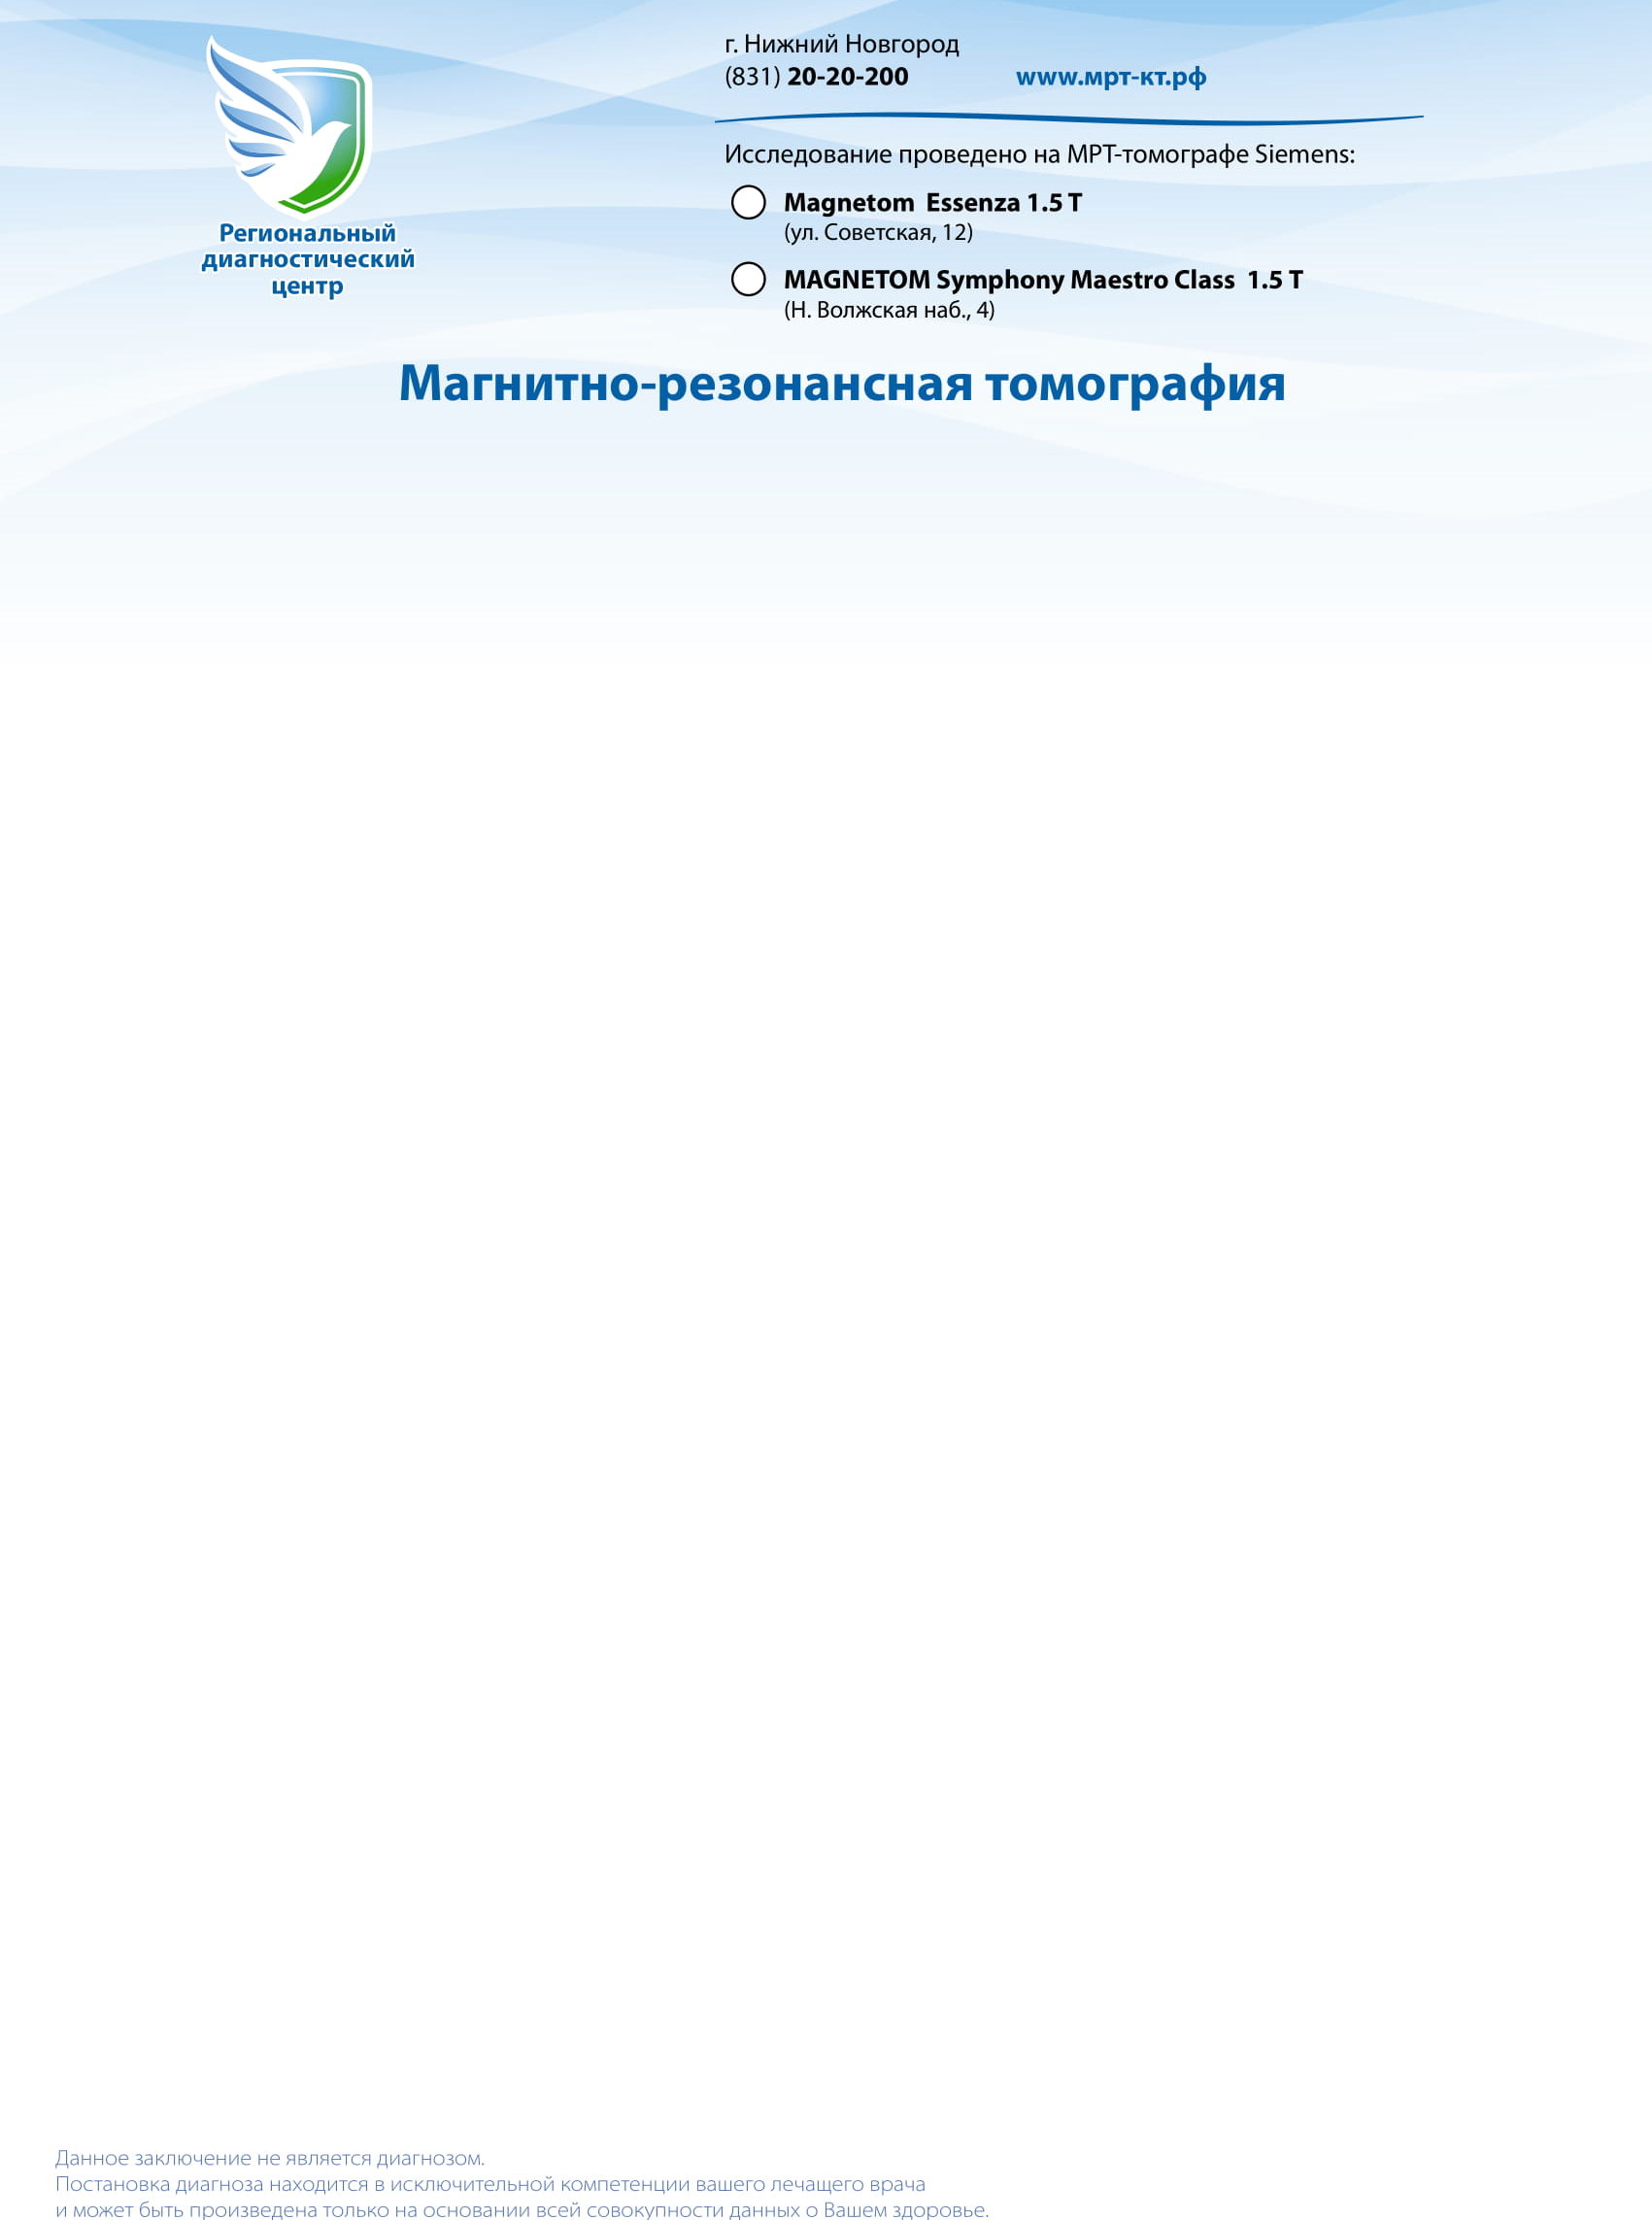 Региональный
диагностический
центр
г. Нижний Новгород
(831) 20-20-200 www.мрт-кт.рф
Исследование проведено на МРТ-томографе Siemens:
Magnetom Essenza 1.5 T
(ул. Советская, 12)
MAGNETOM Symphony Maestro Class 1.5 T
(Н. Волжская наб., 4)
Магнитно-резонансная томография
Данное заключение не является диагнозом.
Постановка диагноза находится в исключительной компетенции вашего лечащего врача
и может быть произведена только на основании всей совокупности данных о Вашем здоровье.